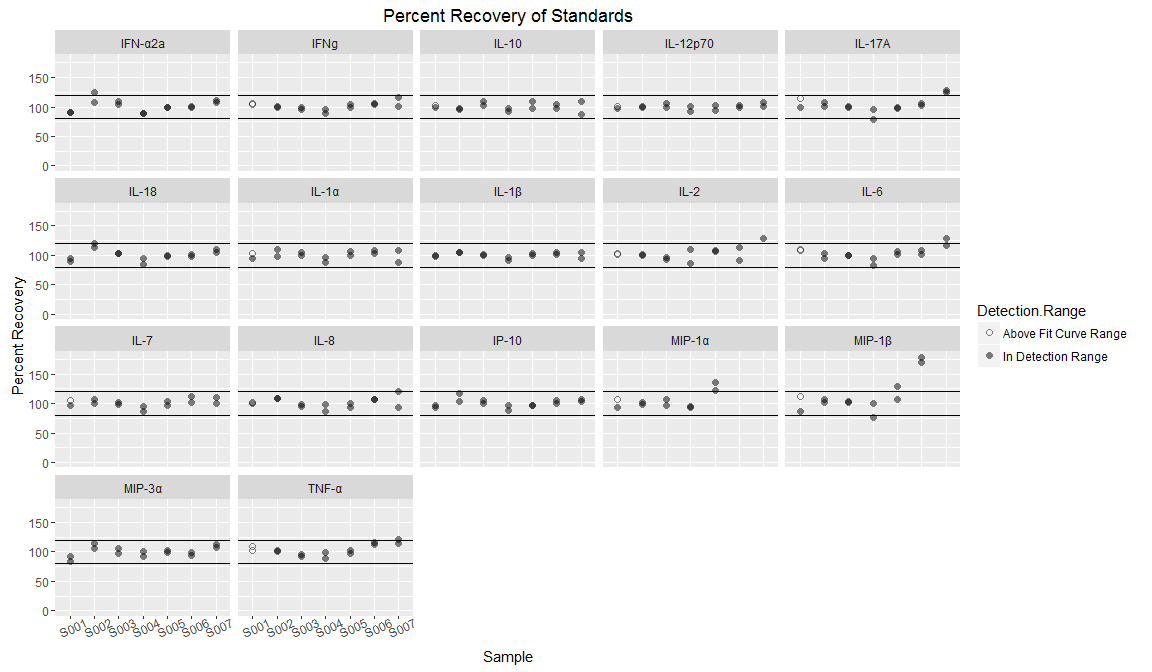 Percent Recovery of Standards
IFN-α2a IFNg IL-10 IL-12p70 IL-17A
150
100
50
0
IL-18 IL-1α IL-1β IL-2 IL-6
150
100
50
0
IL-7 IL-8 IP-10 MIP-1α MIP-1β
150
100
50
0
MIP-3α TNF-α
150
100
50
0
S001 S002 S003 S004 S005 S006 S007 S001 S002 S003 S004 S005 S006 S007
Sample
Percent Recovery
Detection.Range
Above Fit Curve Range
In Detection Range